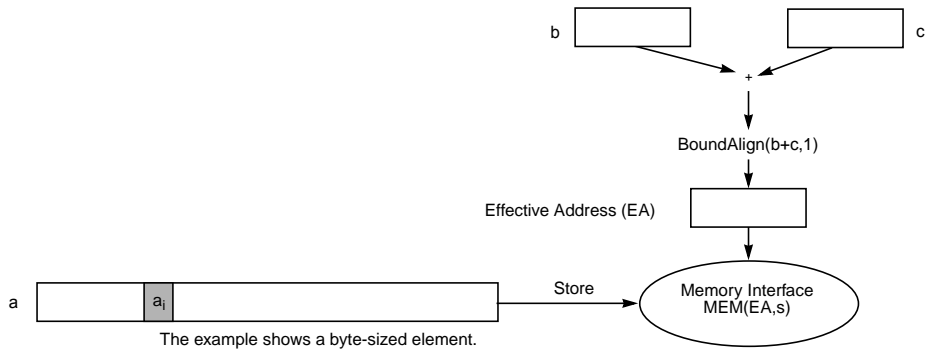 b
c
+
BoundAlign(b+c,1)
Effective Address (EA)
Store
Memory Interface
MEM(EA,s)
a
ai
The example shows a byte-sized element.